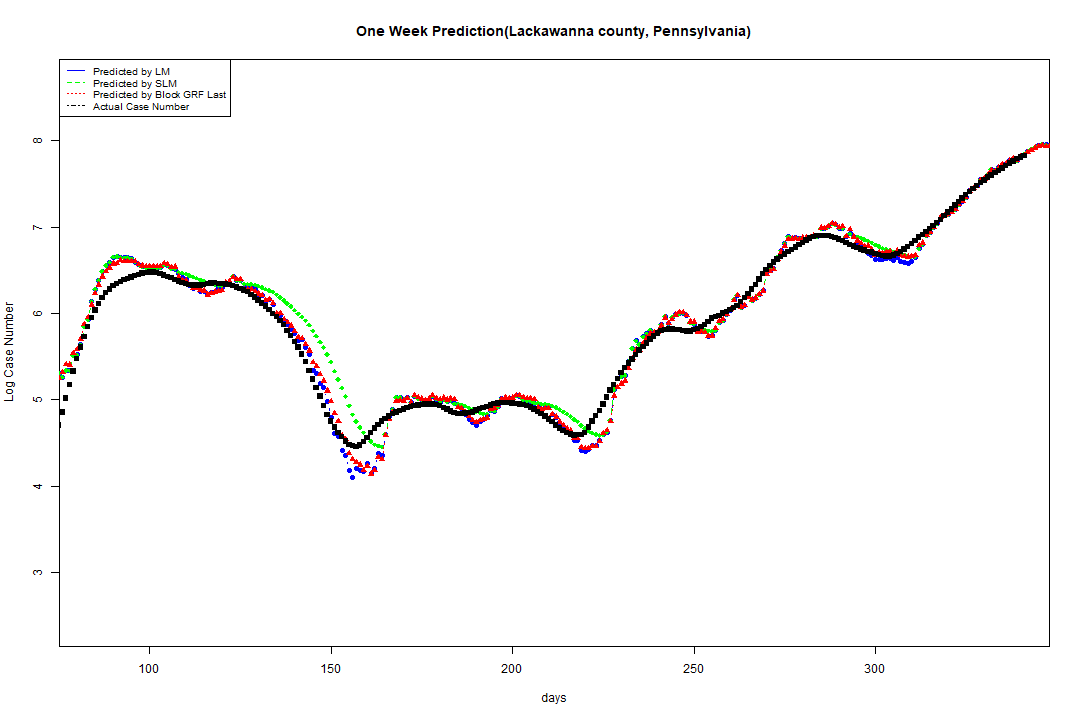 One Week Prediction(Lackawanna county, Pennsylvania)
Predicted by LM
Predicted by SLM
Predicted by Block GRF Last
Actual Case Number
8
7
6
5
4
3
Log Case Number
100 150 200 250 300
days